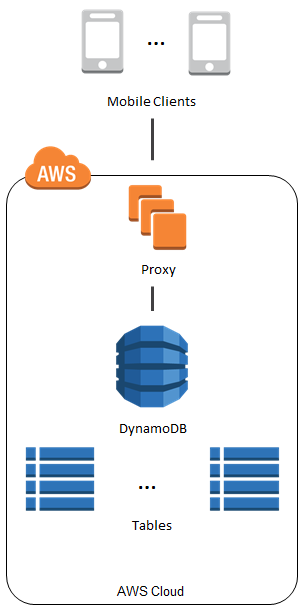 ...
Mobile Clients
AWS
Proxy
DynamoDB
...
Tables
AWS Cloud